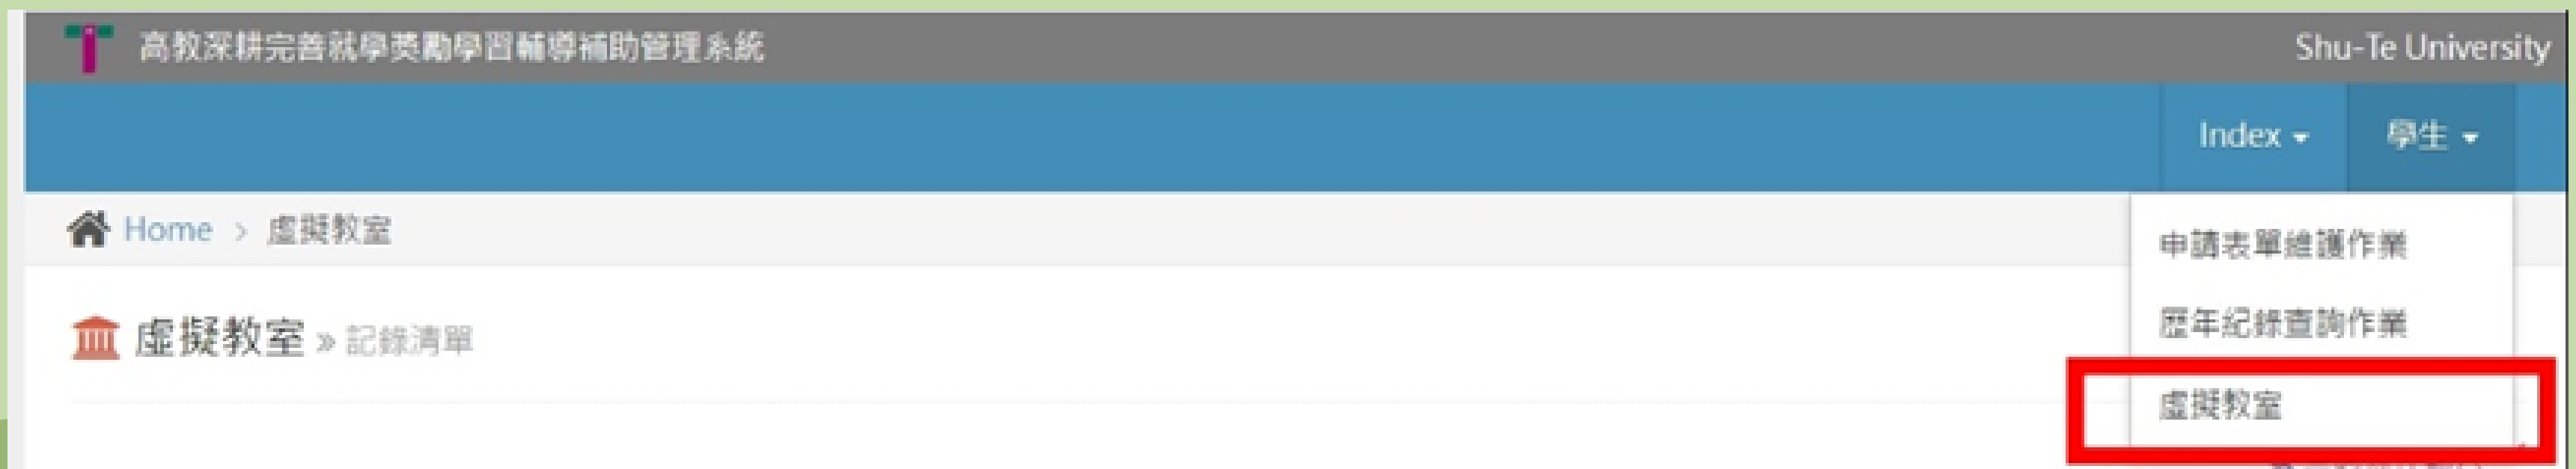 高教深耕完善就學獎勵學習輔導補助管理系統 Shu-Te University
Index 學生
Home > 虛擬教室
申請表單維護作業
虛擬教室 » 記錄清單
歷年紀錄查詢作業
虛擬教室